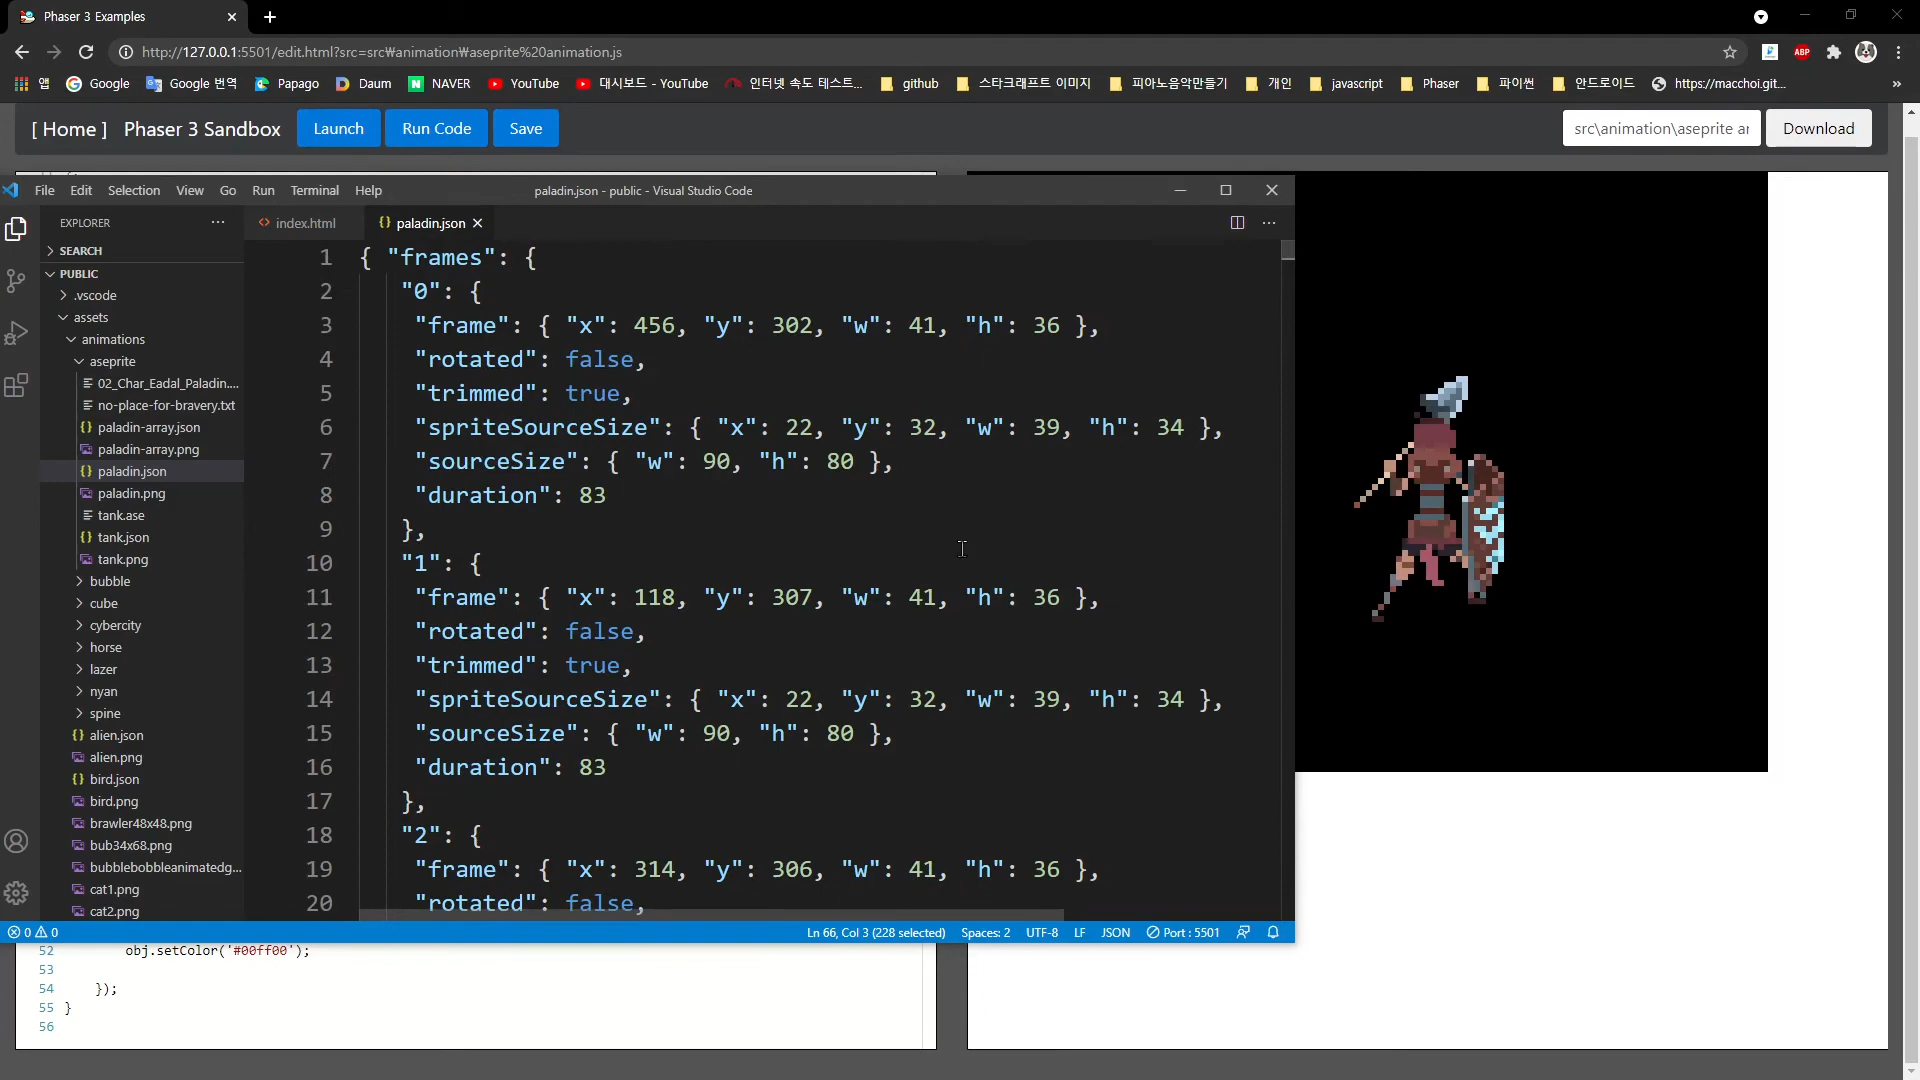 Phaser 3 Examples
http://127.0.0.1:5501/edit.html?src=src₩animation₩aseprite%20animation.js
ABP
앱 Google Google 번역 Papago Daum NAVER YouTube 대시보드 - YouTube 인터넷 속도 테스트... github 스타크래프트 이미지 피아노음악만들기 개인 javascript Phaser 파이썬 안드로이드 https://macchoi.git... »
[ Home ] Phaser 3 Sandbox Launch Run Code Save src\animation\aseprite ar Download
File Edit Selection View Go Run Terminal Help paladin.json - public - Visual Studio Code
EXPLORER ··· index.html {} paladin.json
SEARCH
PUBLIC
.vscode
assets
animations
aseprite
02_Char_Eadal_Paladin....
no-place-for-bravery.txt
{} paladin-array.json
paladin-array.png
{} paladin.json
paladin.png
tank.ase
{} tank.json
tank.png
bubble
cube
cybercity
horse
lazer
nyan
spine
{} alien.json
alien.png
{} bird.json
bird.png
brawler48x48.png
bub34x68.png
bubblebobbleanimatedg...
cat1.png
cat2.png
1 { "frames": {
2 "0": {
3 "frame": { "x": 456, "y": 302, "w": 41, "h": 36 },
4 "rotated": false,
5 "trimmed": true,
6 "spriteSourceSize": { "x": 22, "y": 32, "w": 39, "h": 34 },
7 "sourceSize": { "w": 90, "h": 80 },
8 "duration": 83
9 },
10 "1": {
11 "frame": { "x": 118, "y": 307, "w": 41, "h": 36 },
12 "rotated": false,
13 "trimmed": true,
14 "spriteSourceSize": { "x": 22, "y": 32, "w": 39, "h": 34 },
15 "sourceSize": { "w": 90, "h": 80 },
16 "duration": 83
17 },
18 "2": {
19 "frame": { "x": 314, "y": 306, "w": 41, "h": 36 },
20 "rotated": false,
0 0 Ln 66, Col 3 (228 selected) Spaces: 2 UTF-8 LF JSON Port : 5501
52 obj.setColor('#00ff00');
53
54 });
55 }
56